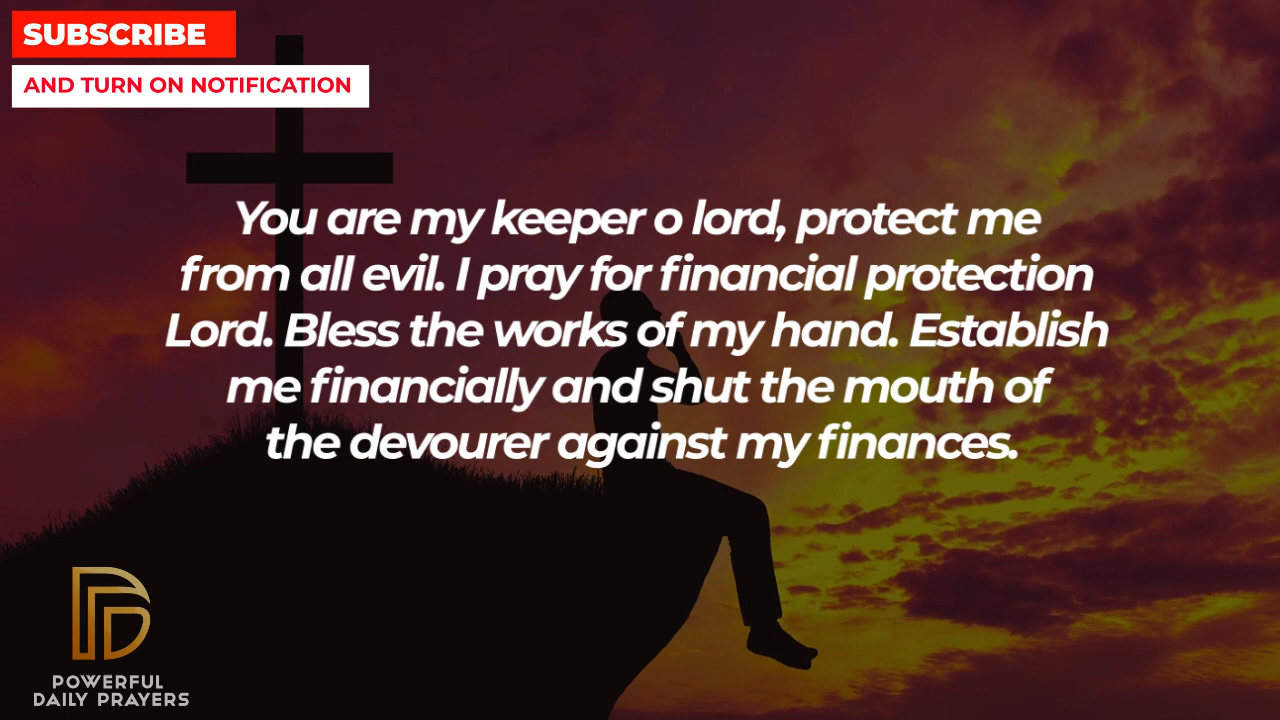 SUBSCRIBE
AND TURN ON NOTIFICATION
You are my keeper o lord, protect me
from all evil. I pray for financial protection
Lord. Bless the works of my hand. Establish
me financially and shut the mouth of
the devourer against my finances.
POWERFUL
DAILY PRAYERS